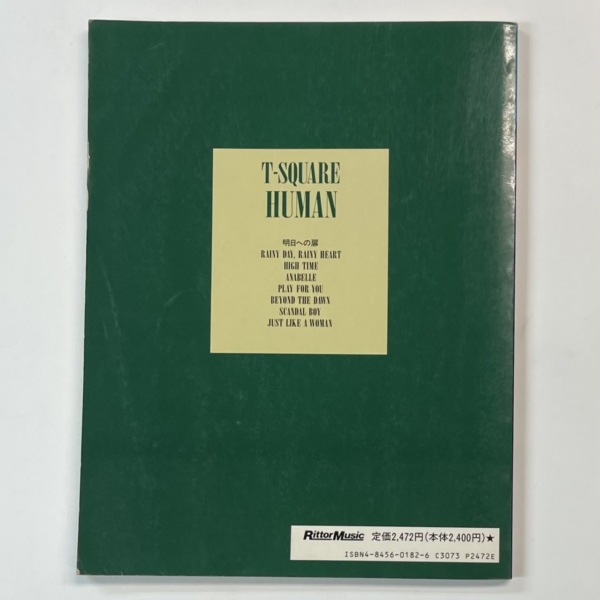 T-SQUARE
HUMAN
明日への扉
RAINY DAY, RAINY HEART
HIGH TIME
ANABELLE
PLAY FOR YOU
BEYOND THE DAWN
SCANDAL BOY
JUST LIKE A WOMAN
RittorMusic 定価2,472円(本体2,400円)★
ISBN4-8456-0182-6 C3073 P2472E